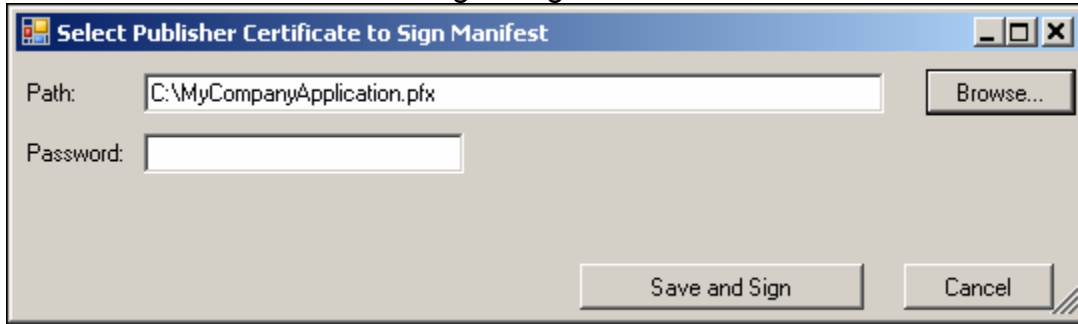 Select Publisher Certificate to Sign Manifest
Path: C:\MyCompanyApplication.pfx Browse...
Password:
Save and Sign Cancel